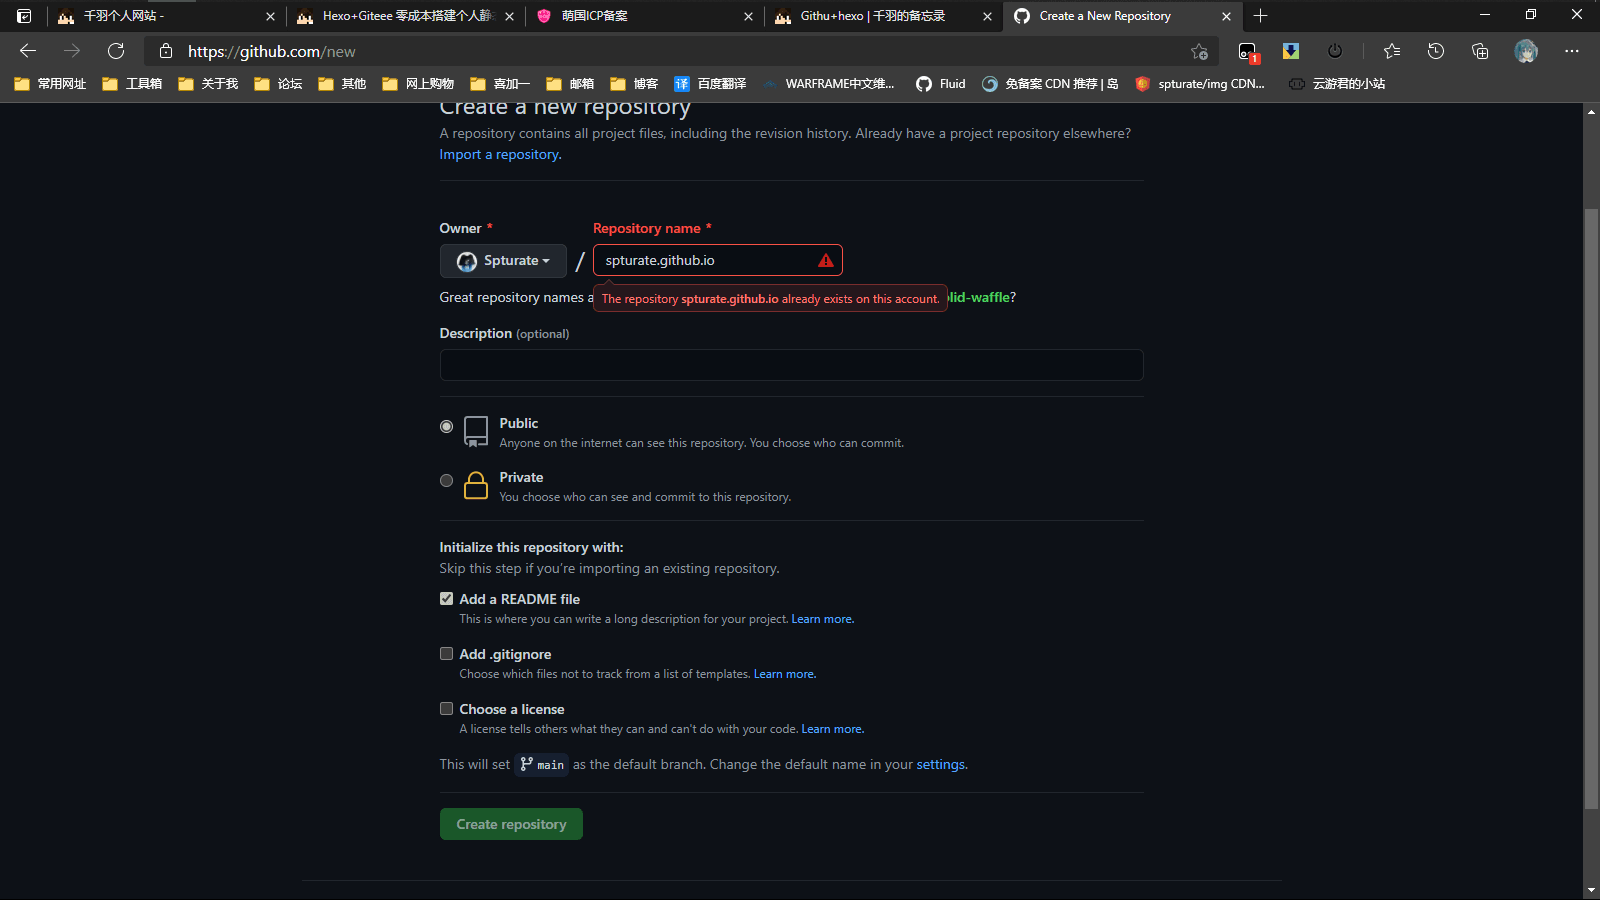 千羽个人网站 -
Hexo+Giteee 零成本搭建个人静
萌国ICP备案
Githu+hexo | 千羽的备忘录
Create a New Repository
https://github.com/new
1
常用网址
工具箱
关于我
论坛
其他
网上购物
喜加一
邮箱
博客
译 百度翻译
WARFRAME中文维...
Fluid
免备案 CDN 推荐 | 岛
spturate/img CDN...
云游君的小站
Create a new repository
A repository contains all project files, including the revision history. Already have a project repository elsewhere?
Import a repository.
Owner *
Repository name *
Spturate
/
spturate.github.io
Great repository names a
The repository spturate.github.io already exists on this account.
lid-waffle?
Description (optional)
Public
Anyone on the internet can see this repository. You choose who can commit.
Private
You choose who can see and commit to this repository.
Initialize this repository with:
Skip this step if you're importing an existing repository.
Add a README file
This is where you can write a long description for your project. Learn more.
Add .gitignore
Choose which files not to track from a list of templates. Learn more.
Choose a license
A license tells others what they can and can't do with your code. Learn more.
This will set main as the default branch. Change the default name in your settings.
Create repository